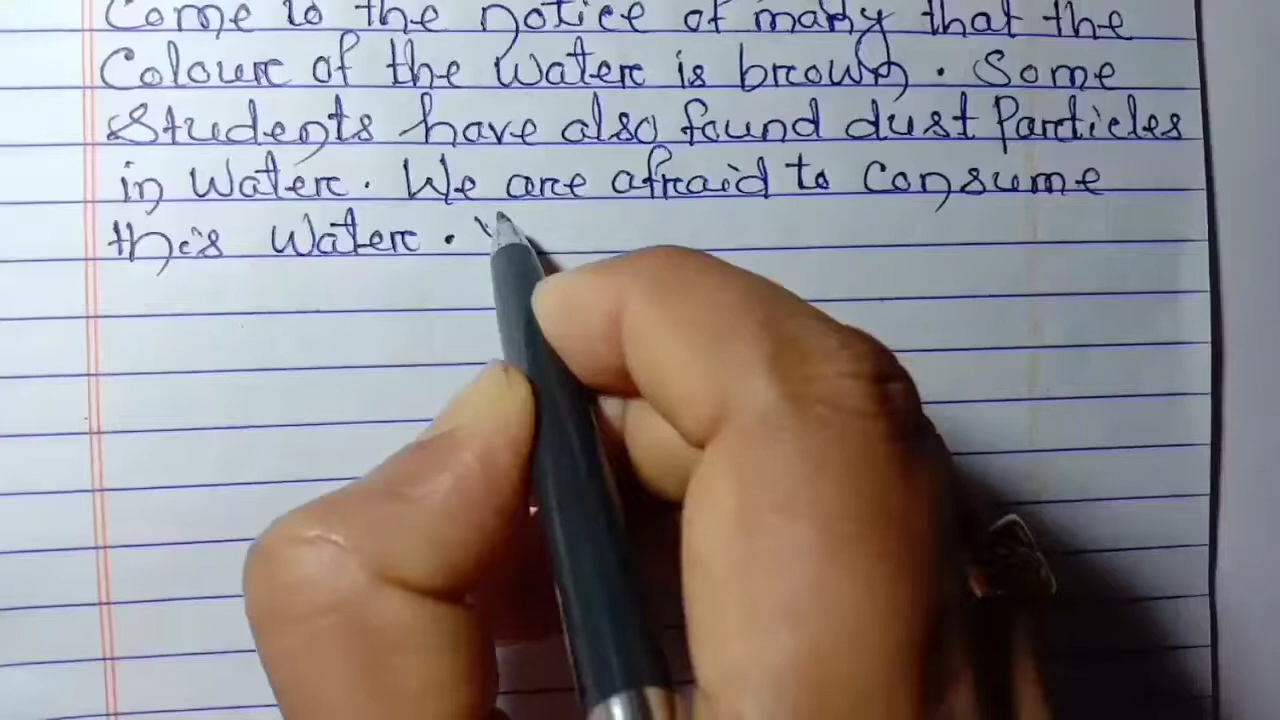 Come to the notice of many that the
Colour of the Water is brown. Some
Students have also found dust Particles
in Water. We are afraid to Consume
this Water.